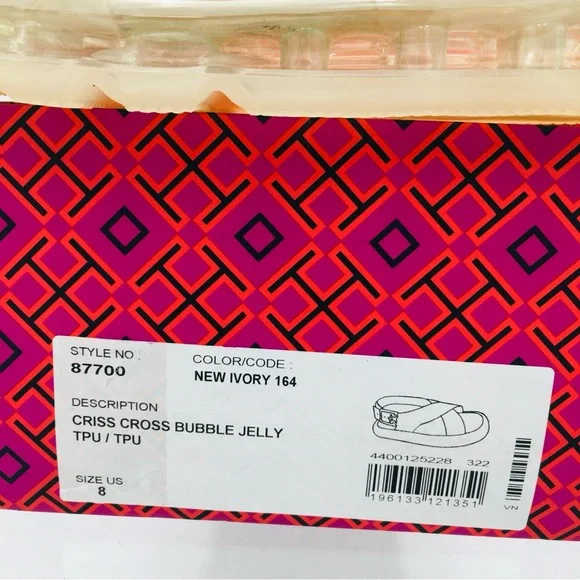 STYLE NO :
87700
COLOR/CODE :
NEW IVORY 164
DESCRIPTION
CRISS CROSS BUBBLE JELLY
TPU / TPU
SIZE US
8
4400125228 322
196133 121351
VN